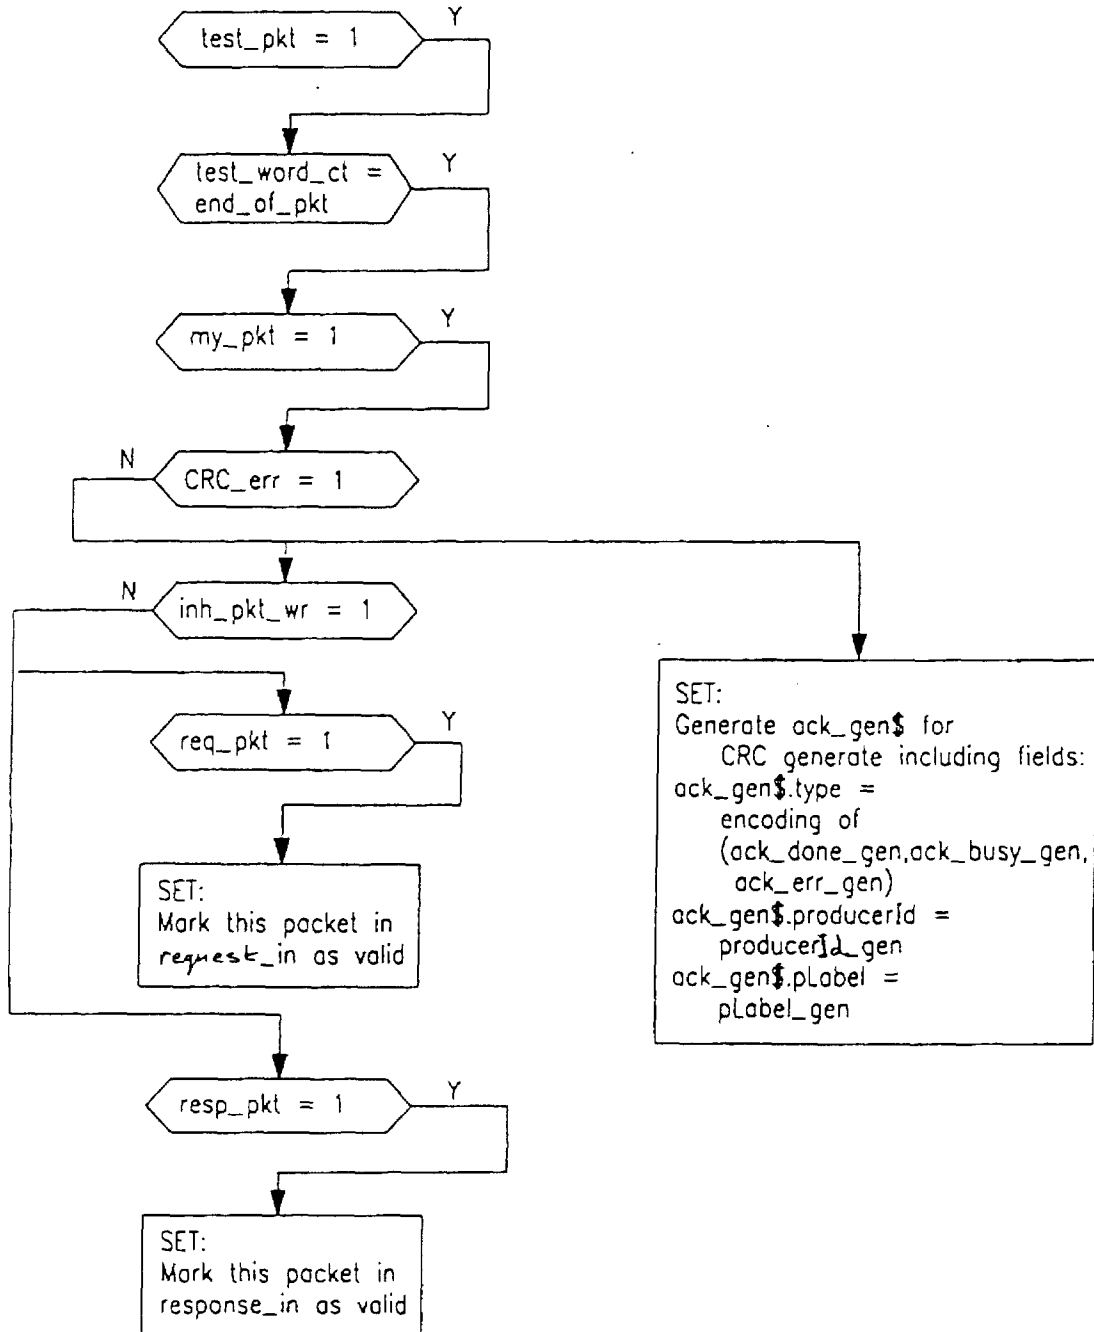 Y
test_pkt = 1
Y
test_word_ct =
end_of_pkt
Y
my_pkt = 1
N
CRC_err = 1
N
inh_pkt_wr = 1
Y
req_pkt = 1
SET:
Mark this packet in
request_in as valid
Y
resp_pkt = 1
SET:
Mark this packet in
response_in as valid
SET:
Generate ack_gen$ for
CRC generate including fields:
ack_gen$.type =
encoding of
(ack_done_gen,ack_busy_gen,
ack_err_gen)
ack_gen$.producerId =
producerId_gen
ack_gen$.pLabel =
pLabel_gen